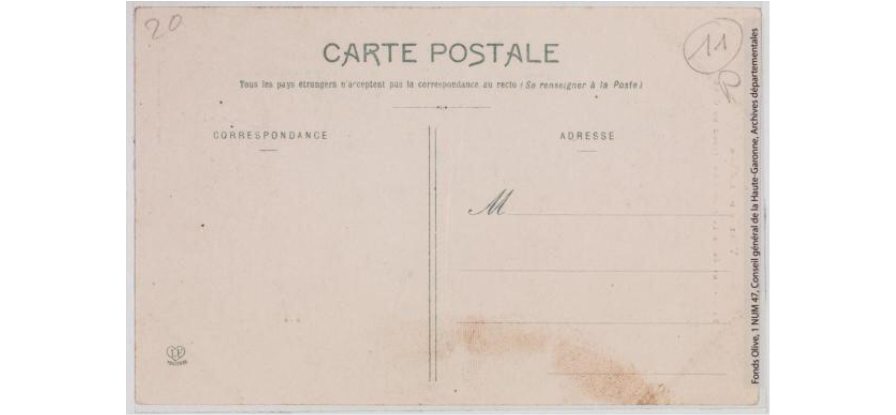 20
11
CARTE POSTALE
Tous les pays étrangers n'acceptent pas la correspondance au recto (Se renseigner à la Poste)
CORRESPONDANCE
ADRESSE
M
Fonds Olive, 1 NUM 47, Conseil général de la Haute-Garonne, Archives départementales